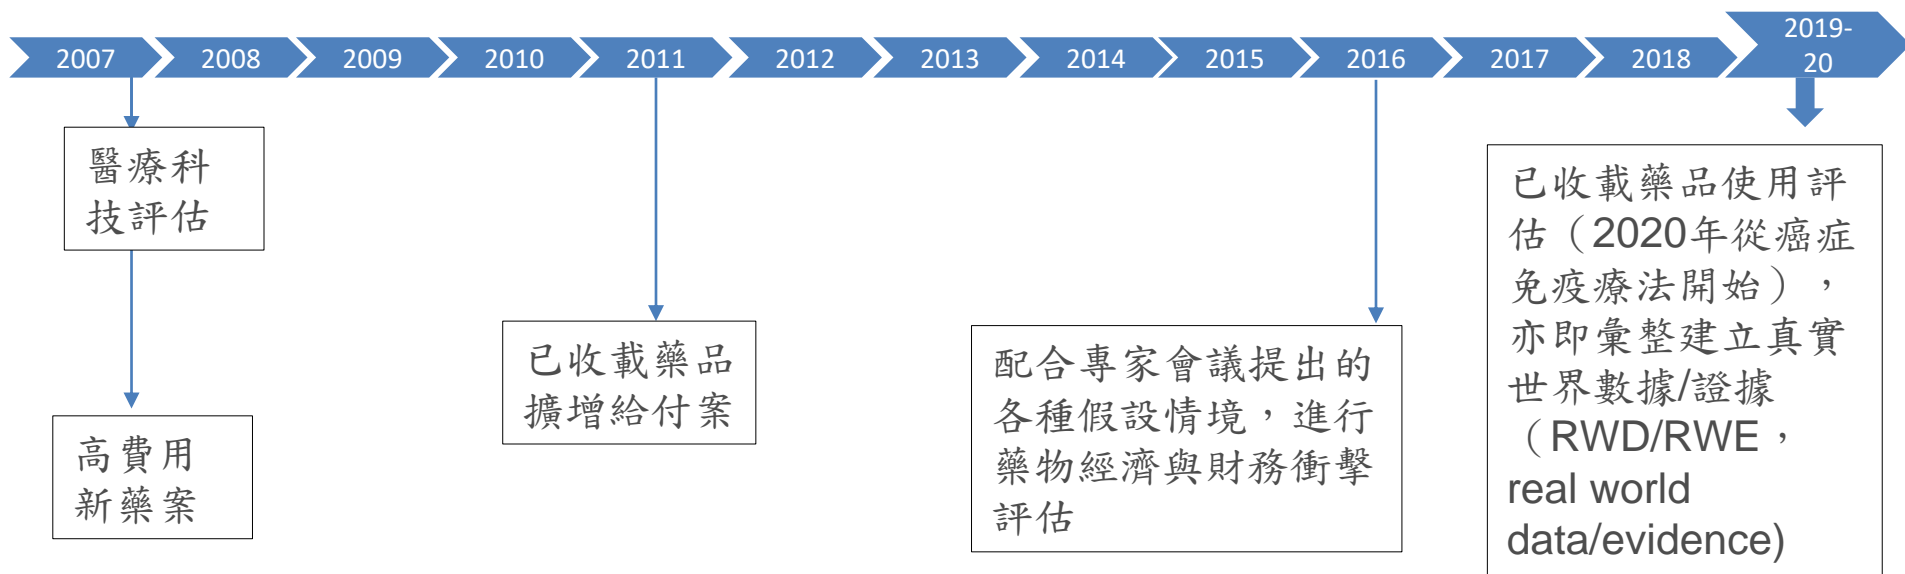 2007
2008
2009
2010
2011
2012
2013
2014
2015
2016
2017
2018
2019-
20
醫療科
技評估
高費用
新藥案
已收載藥品
擴增給付案
配合專家會議提出的
各種假設情境，進行
藥物經濟與財務衝擊
評估
已收載藥品使用評
估（2020年從癌症
免疫療法開始），
亦即彙整建立真實
世界數據/證據
（RWD/RWE，
real world
data/evidence)